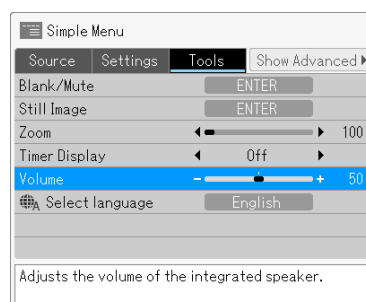 Simple Menu
Source Settings Tools Show Advanced
Blank/Mute ENTER
Still Image ENTER
Zoom 100
Timer Display Off
Volume - + 50
Select language English
Adjusts the volume of the integrated speaker.